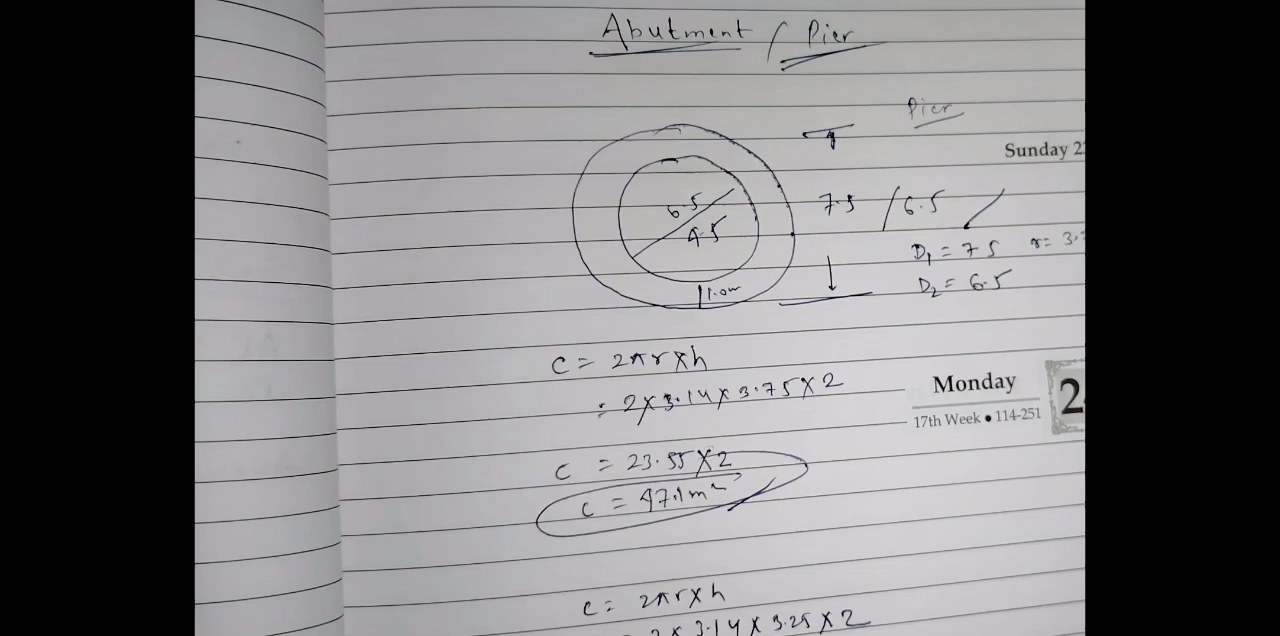 Abutment / Pier
Pier
Sunday 2
6.5
4.5
7.5 / 6.5
1.0m
D₁ = 7.5 r = 3.
D₂ = 6.5
C = 2πr×h
= 2×3.14×3.75×2
Monday
17th Week • 114-251
2
C = 23.55×2
C = 47.1m²
C = 2πr×h
2×3.14×3.25×2